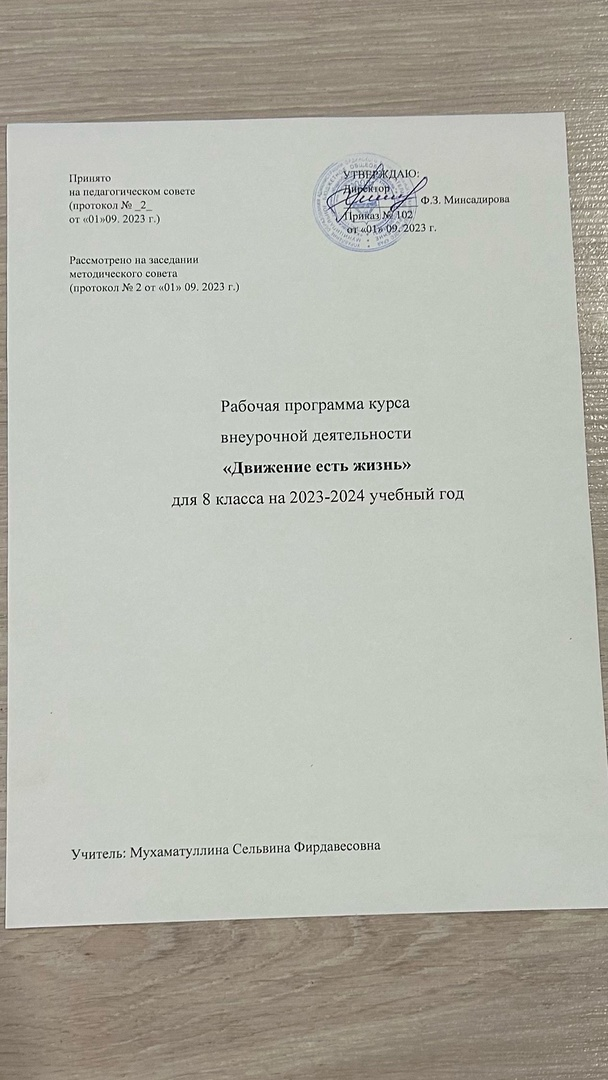 Принято
на педагогическом совете
(протокол № _2_
от «01»09. 2023 г.)
УТВЕРЖДАЮ:
Директор
Ф.З. Минсадирова
Приказ № 102
от «01» 09. 2023 г.
Рассмотрено на заседании
методического совета
(протокол № 2 от «01» 09. 2023 г.)
Рабочая программа курса
внеурочной деятельности
«Движение есть жизнь»
для 8 класса на 2023-2024 учебный год
Учитель: Мухаматуллина Сельвина Фирдавесовна